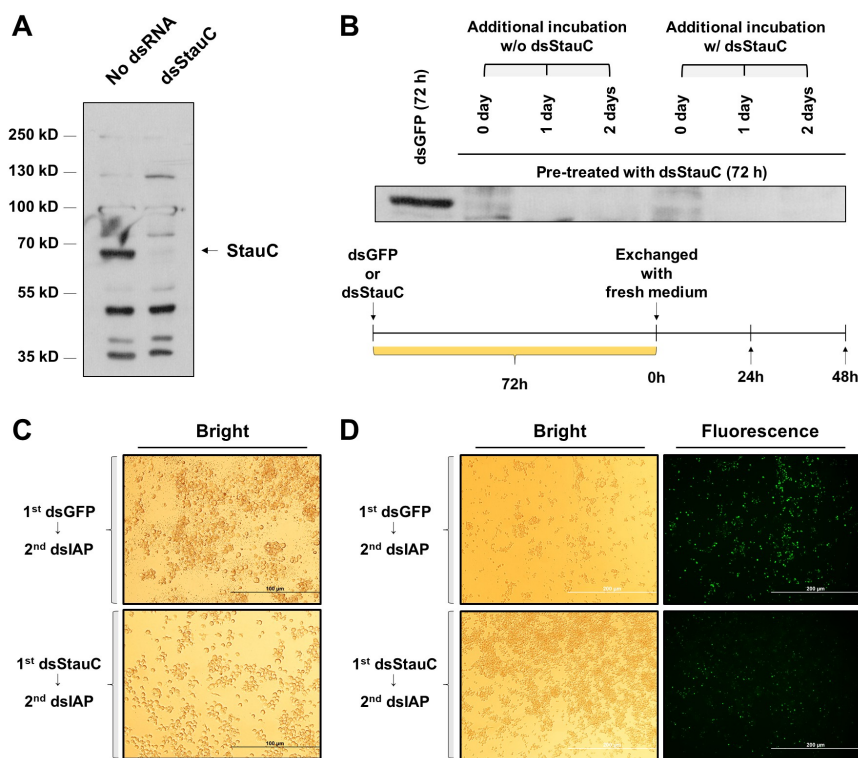 A
No dsRNA
dsStauC
250 kD
130 kD
100 kD
70 kD
55 kD
35 kD
← StauC
B
dsGFP (72 h)
Additional incubation
w/o dsStauC
Additional incubation
w/ dsStauC
0 day
1 day
2 days
0 day
1 day
2 days
Pre-treated with dsStauC (72 h)
dsGFP
or
dsStauC
Exchanged
with
fresh medium
72h
0h
24h
48h
C
Bright
1st dsGFP
↓
2nd dsIAP
100 µm
1st dsStauC
↓
2nd dsIAP
100 µm
D
Bright
Fluorescence
1st dsGFP
↓
2nd dsIAP
200 µm
200 µm
1st dsStauC
↓
2nd dsIAP
200 µm
200 µm